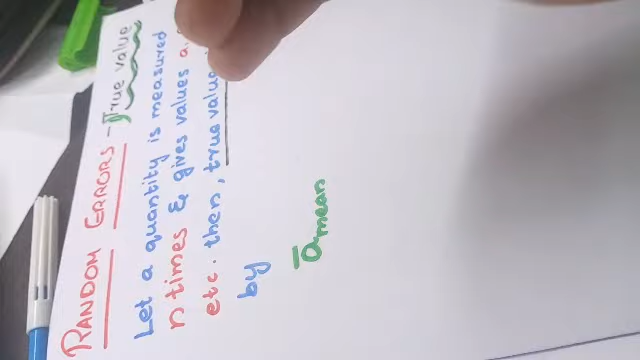 RANDOM ERRORS - True value
Let a quantity is measured
n times & gives values a
etc. then, true value
by
ā mean